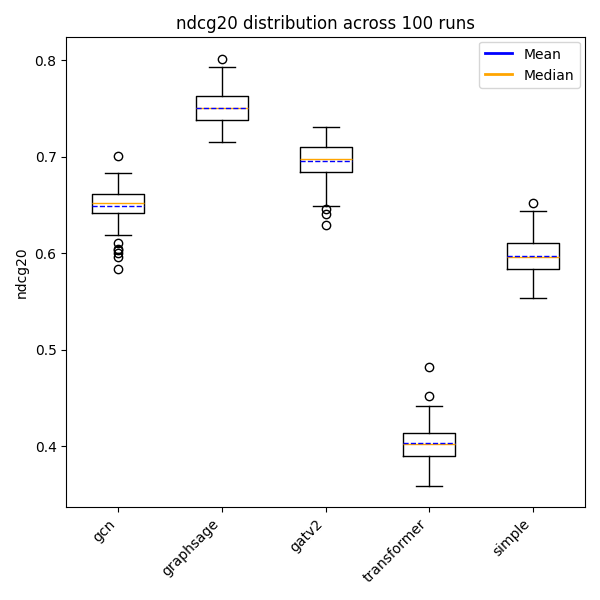 ndcg20 distribution across 100 runs
Mean
Median
ndcg20
0.8
0.7
0.6
0.5
0.4
gcn
graphsage
gatv2
transformer
simple